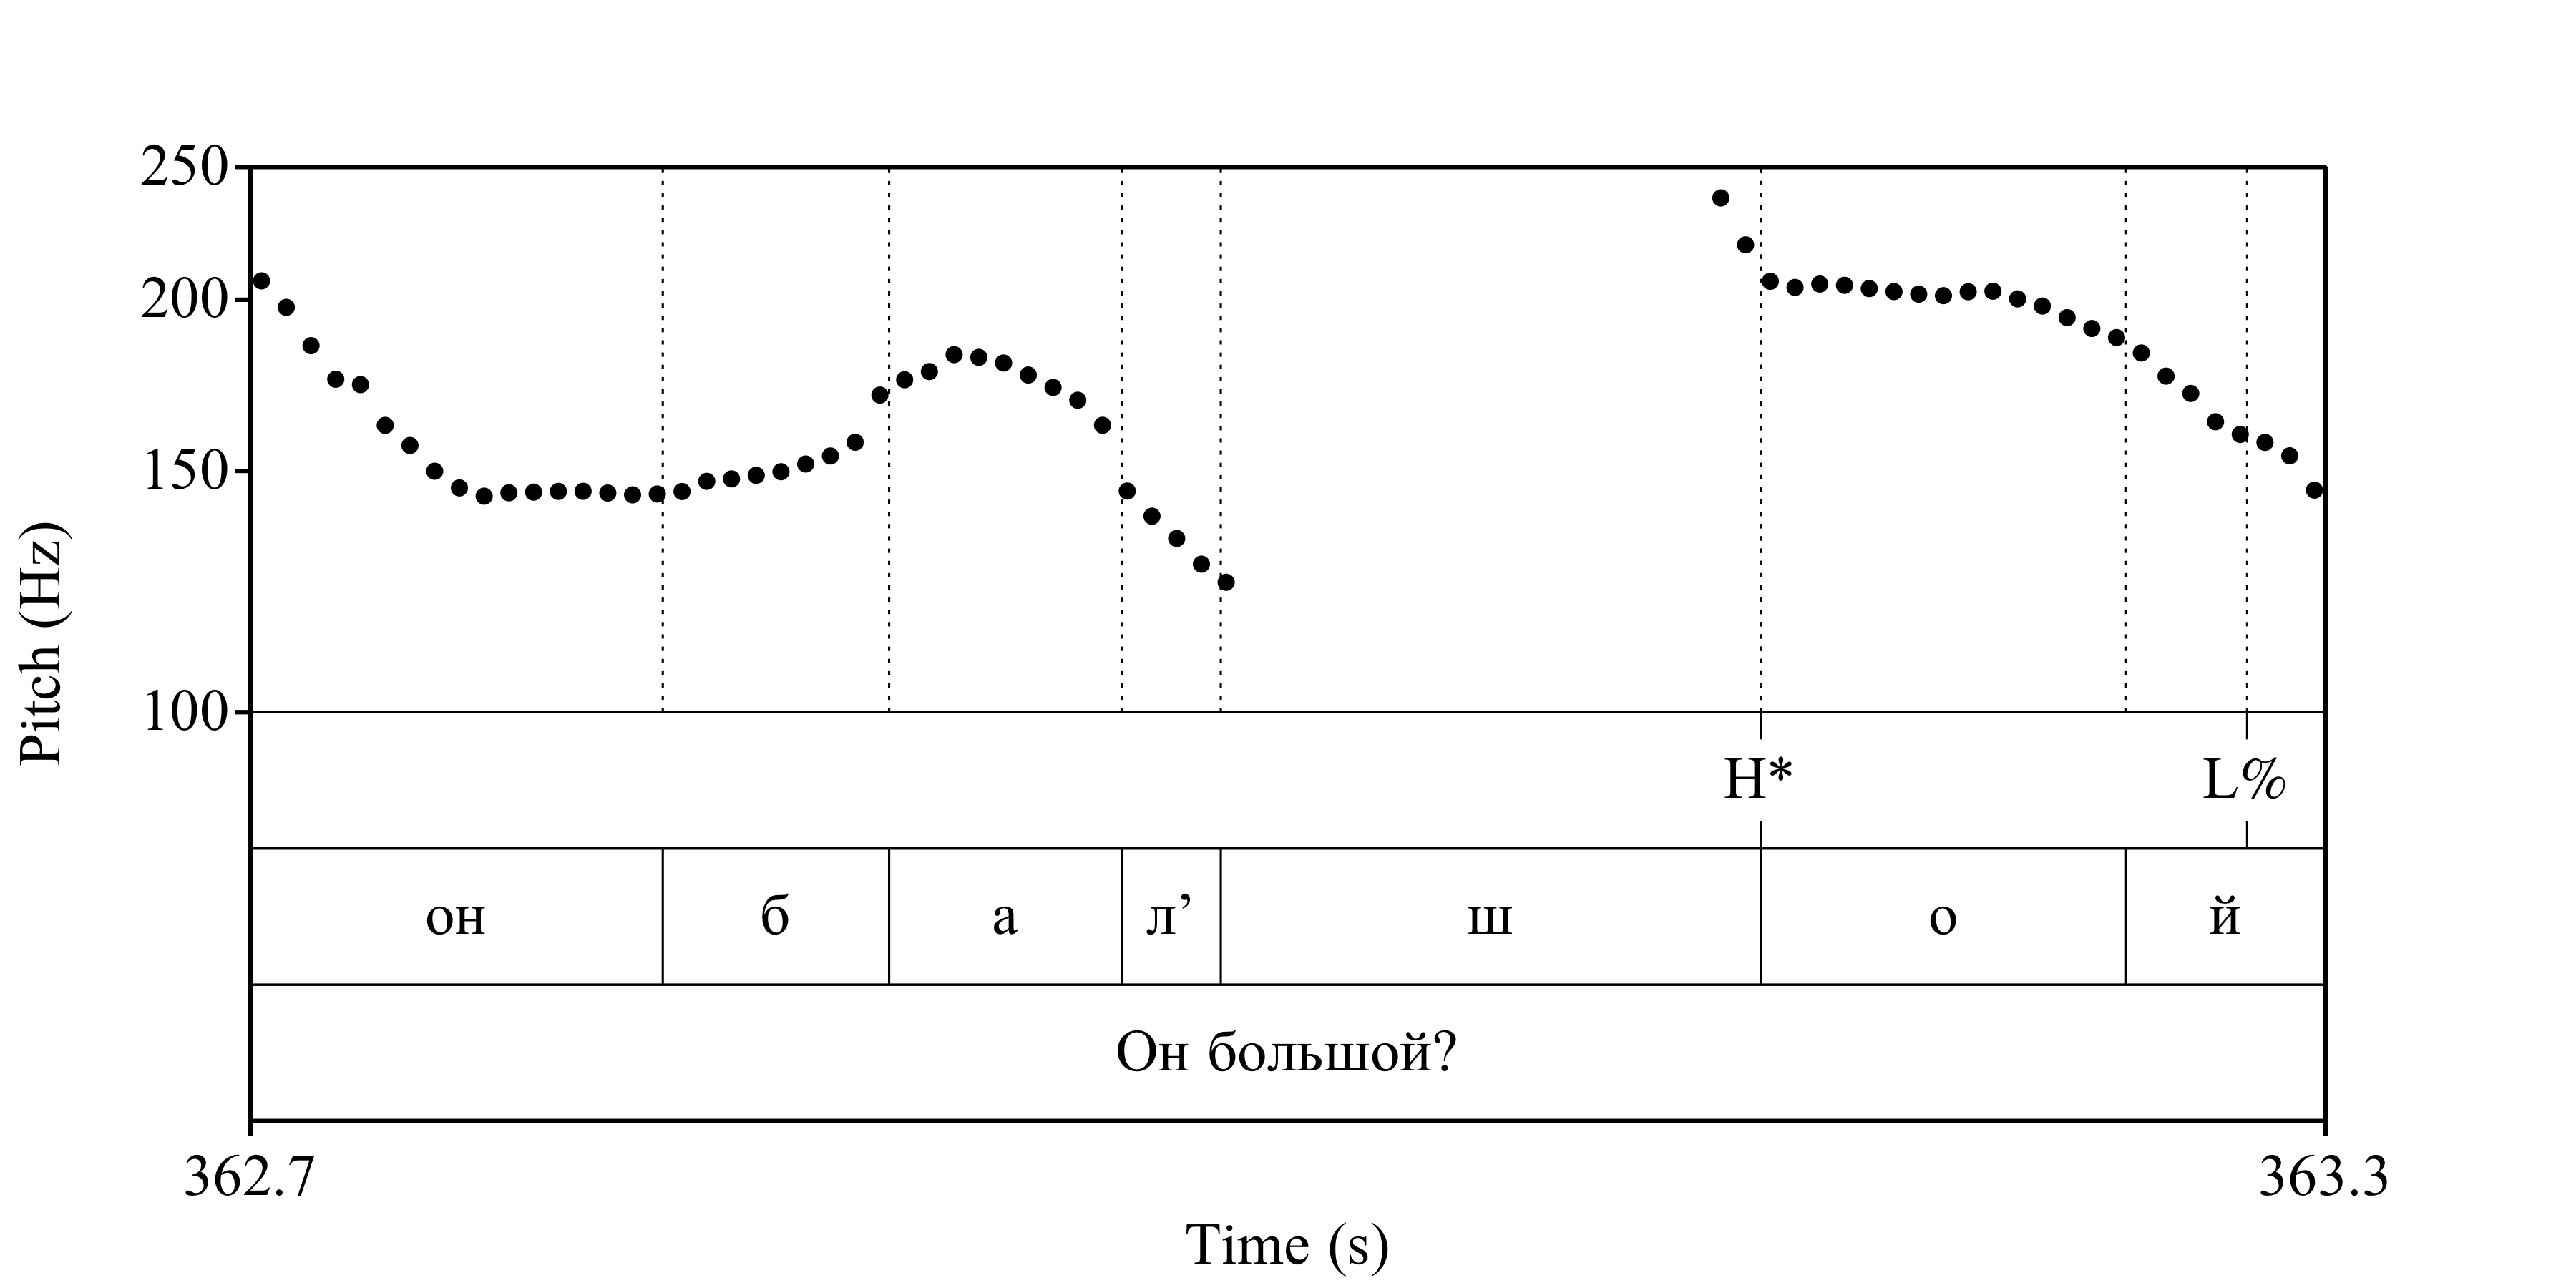 250
200
150
100
Pitch (Hz)
H* L%
он б а л’ ш о й
Он большой?
362.7 363.3
Time (s)